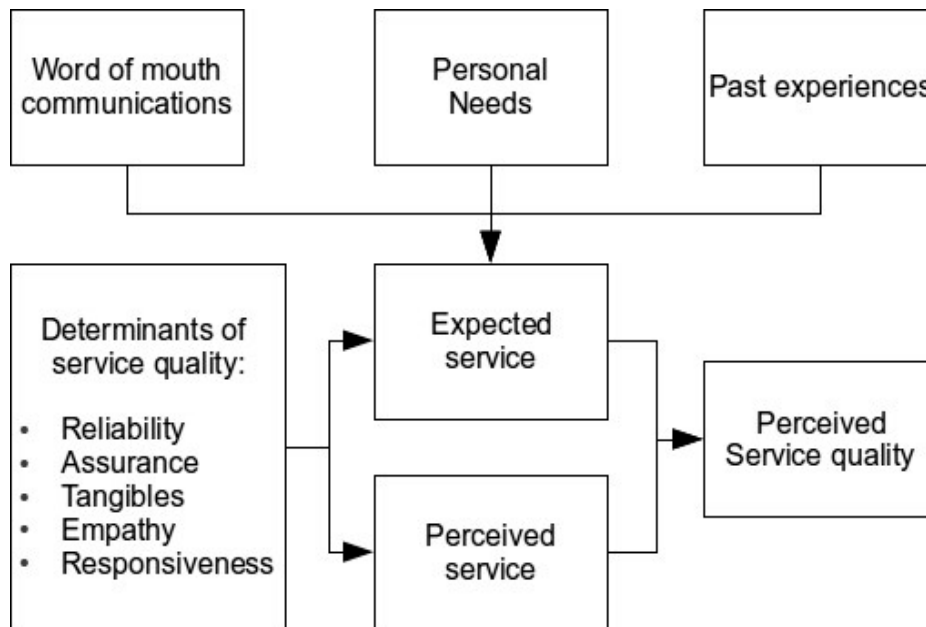 Word of mouth
communications
Personal
Needs
Past experiences
Determinants of
service quality:
• Reliability
• Assurance
• Tangibles
• Empathy
• Responsiveness
Expected
service
Perceived
service
Perceived
Service quality